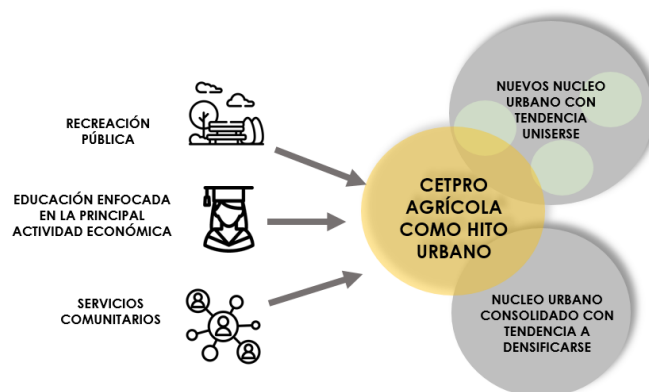 RECREACIÓN
PÚBLICA
EDUCACIÓN ENFOCADA
EN LA PRINCIPAL
ACTIVIDAD ECONÓMICA
SERVICIOS
COMUNITARIOS
CETPRO
AGRÍCOLA
COMO HITO
URBANO
NUEVOS NUCLEO
URBANO CON
TENDENCIA
UNISERSE
NUCLEO URBANO
CONSOLIDADO CON
TENDENCIA A
DENSIFICARSE